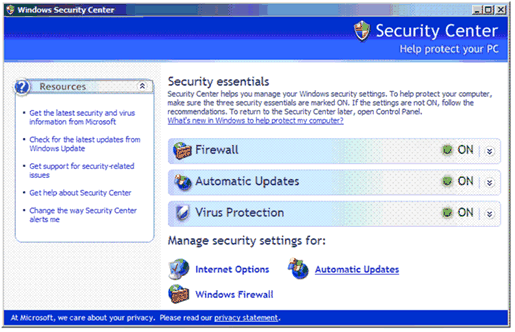 Windows Security Center
Security Center
Help protect your PC
Resources
Get the latest security and virus
information from Microsoft
Check for the latest updates from
Windows Update
Get support for security-related
issues
Get help about Security Center
Change the way Security Center
alerts me
Security essentials
Security Center helps you manage your Windows security settings. To help protect your computer,
make sure the three security essentials are marked ON. If the settings are not ON, follow the
recommendations. To return to the Security Center later, open Control Panel.
What's new in Windows to help protect my computer?
Firewall ON
Automatic Updates ON
Virus Protection ON
Manage security settings for:
Internet Options Automatic Updates
Windows Firewall
At Microsoft, we care about your privacy. Please read our privacy statement.